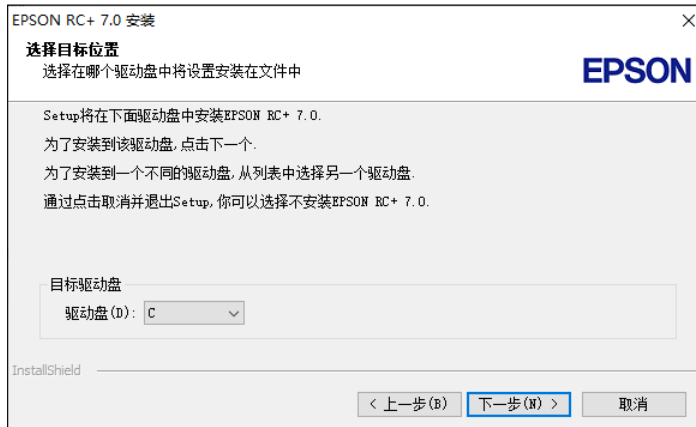 EPSON RC+ 7.0 安装
选择目标位置
选择在哪个驱动盘中将设置安装在文件中
EPSON
Setup将在下面驱动盘中安装EPSON RC+ 7.0.
为了安装到该驱动盘,点击下一个.
为了安装到一个不同的驱动盘,从列表中选择另一个驱动盘.
通过点击取消并退出Setup,你可以选择不安装EPSON RC+ 7.0.
目标驱动盘
驱动盘(D): C
InstallShield
< 上一步(B) 下一步(N) > 取消